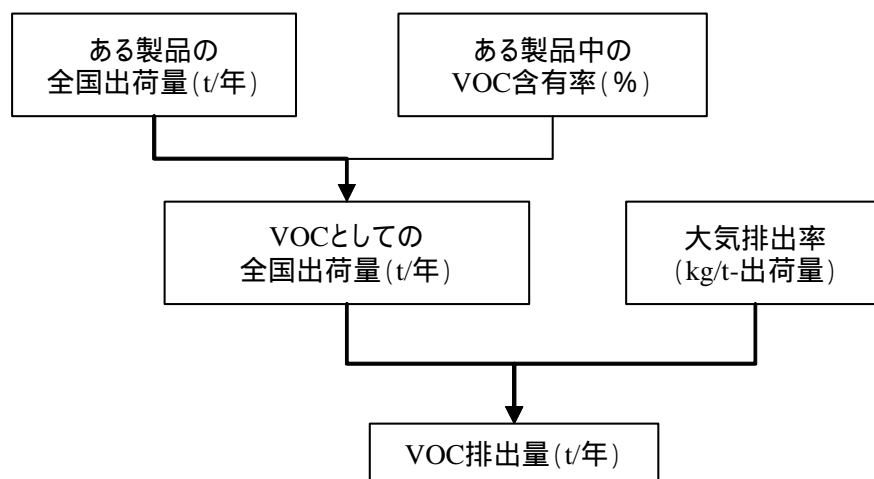 ある製品の
全国出荷量(t/年)
ある製品中の
VOC含有率(%)
VOCとしての
全国出荷量(t/年)
大気排出率
(kg/t-出荷量)
VOC排出量(t/年)